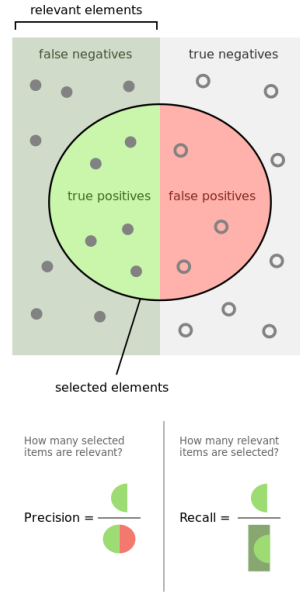 relevant elements
false negatives
true negatives
true positives
false positives
selected elements
How many selected
items are relevant?
How many relevant
items are selected?
Precision =
Recall =